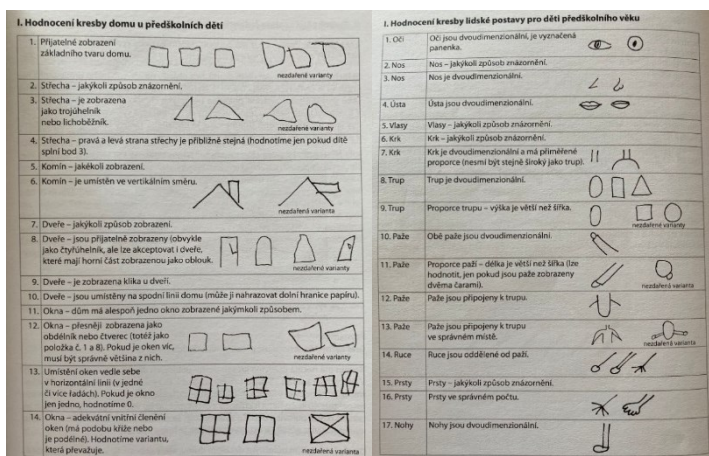 I. Hodnocení kresby domu u předškolních dětí
1. Přijatelné zobrazení
základního tvaru domu.
nezdařené varianty
2. Střecha – jakýkoli způsob znázornění.
3. Střecha – je zobrazena
jako trojúhelník
nebo lichoběžník.
nezdařené varianty
4. Střecha – pravá a levá strana střechy je přibližně stejná (hodnotíme jen pokud dítě
splní bod 3).
5. Komín – jakékoli zobrazení.
6. Komín – je umístěn ve vertikálním směru.
nezdařená varianta
7. Dveře – jakýkoli způsob zobrazení.
8. Dveře – jsou přijatelně zobrazeny (obvykle
jako čtyřúhelník, ale lze akceptovat i dveře,
které mají horní část zobrazenou jako oblouk.
nezdařené varianty
9. Dveře – je zobrazena klika u dveří.
10. Dveře – jsou umístěny na spodní linii domu (může ji nahrazovat dolní hranice papíru).
11. Okna – dům má alespoň jedno okno zobrazené jakýmkoli způsobem.
12. Okna – přesněji zobrazena jako
obdélník nebo čtverec (totéž jako
položka č. 1 a 8). Pokud je oken víc,
musí být správně většina z nich.
nezdařené varianty
13. Umístění oken vedle sebe
v horizontální linii (v jedné
či více řadách). Pokud je okno
jen jedno, hodnotíme 0.
14. Okna – adekvátní vnitřní členění
oken (má podobu kříže nebo
je podélné). Hodnotíme variantu,
která převažuje.
nezdařená varianta
I. Hodnocení kresby lidské postavy pro děti předškolního věku
1. Oči Oči jsou dvoudimenzionální, je vyznačená
panenka.
2. Nos Nos – jakýkoli způsob znázornění.
3. Nos Nos je dvoudimenzionální.
4. Ústa Ústa jsou dvoudimenzionální.
5. Vlasy Vlasy – jakýkoli způsob znázornění.
6. Krk Krk – jakýkoli způsob znázornění.
7. Krk Krk je dvoudimenzionální a má přiměřené
proporce (nesmí být stejně široký jako trup).
8. Trup Trup je dvoudimenzionální.
9. Trup Proporce trupu – výška je větší než šířka.
nezdařené varianty
10. Paže Obě paže jsou dvoudimenzionální.
11. Paže Proporce paží – délka je větší než šířka (lze
hodnotit, jen pokud jsou paže zobrazeny
dvěma čarami).
nezdařená varianta
12. Paže Paže jsou připojeny k trupu.
13. Paže Paže jsou připojeny k trupu
ve správném místě.
nezdařená varianta
14. Ruce Ruce jsou oddělené od paží.
15. Prsty Prsty – jakýkoli způsob znázornění.
16. Prsty Prsty ve správném počtu.
17. Nohy Nohy jsou dvoudimenzionální.